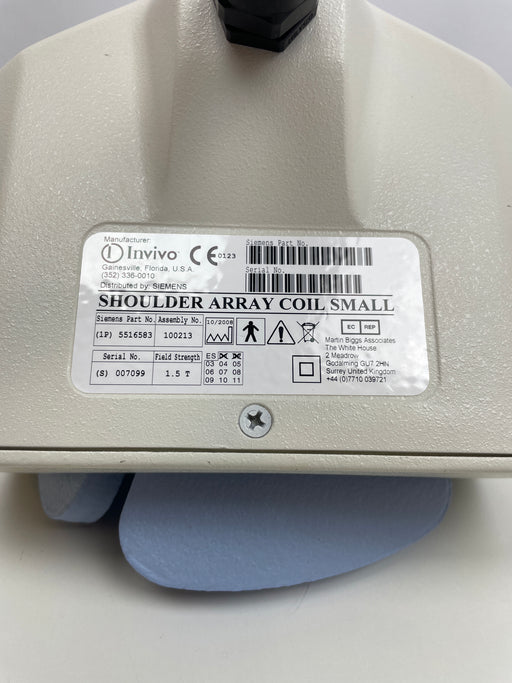 Manufacturer:
Invivo CE 0123
Gainesville, Florida, U.S.A.
(352) 336-0010
Distributed by: SIEMENS
Siemens Part No.
Serial No.
SHOULDER ARRAY COIL SMALL
Siemens Part No. Assembly No.
(1P) 5516583 100213
Serial No. Field Strength
(S) 007099 1.5 T
10/2008
ES
03 04 05
06 07 08
09 10 11
EC REP
Martin Biggs Associates
The White House
2 Meadrow
Godalming GU7 2HN
Surrey United Kingdom
+44 (0)7710 039721